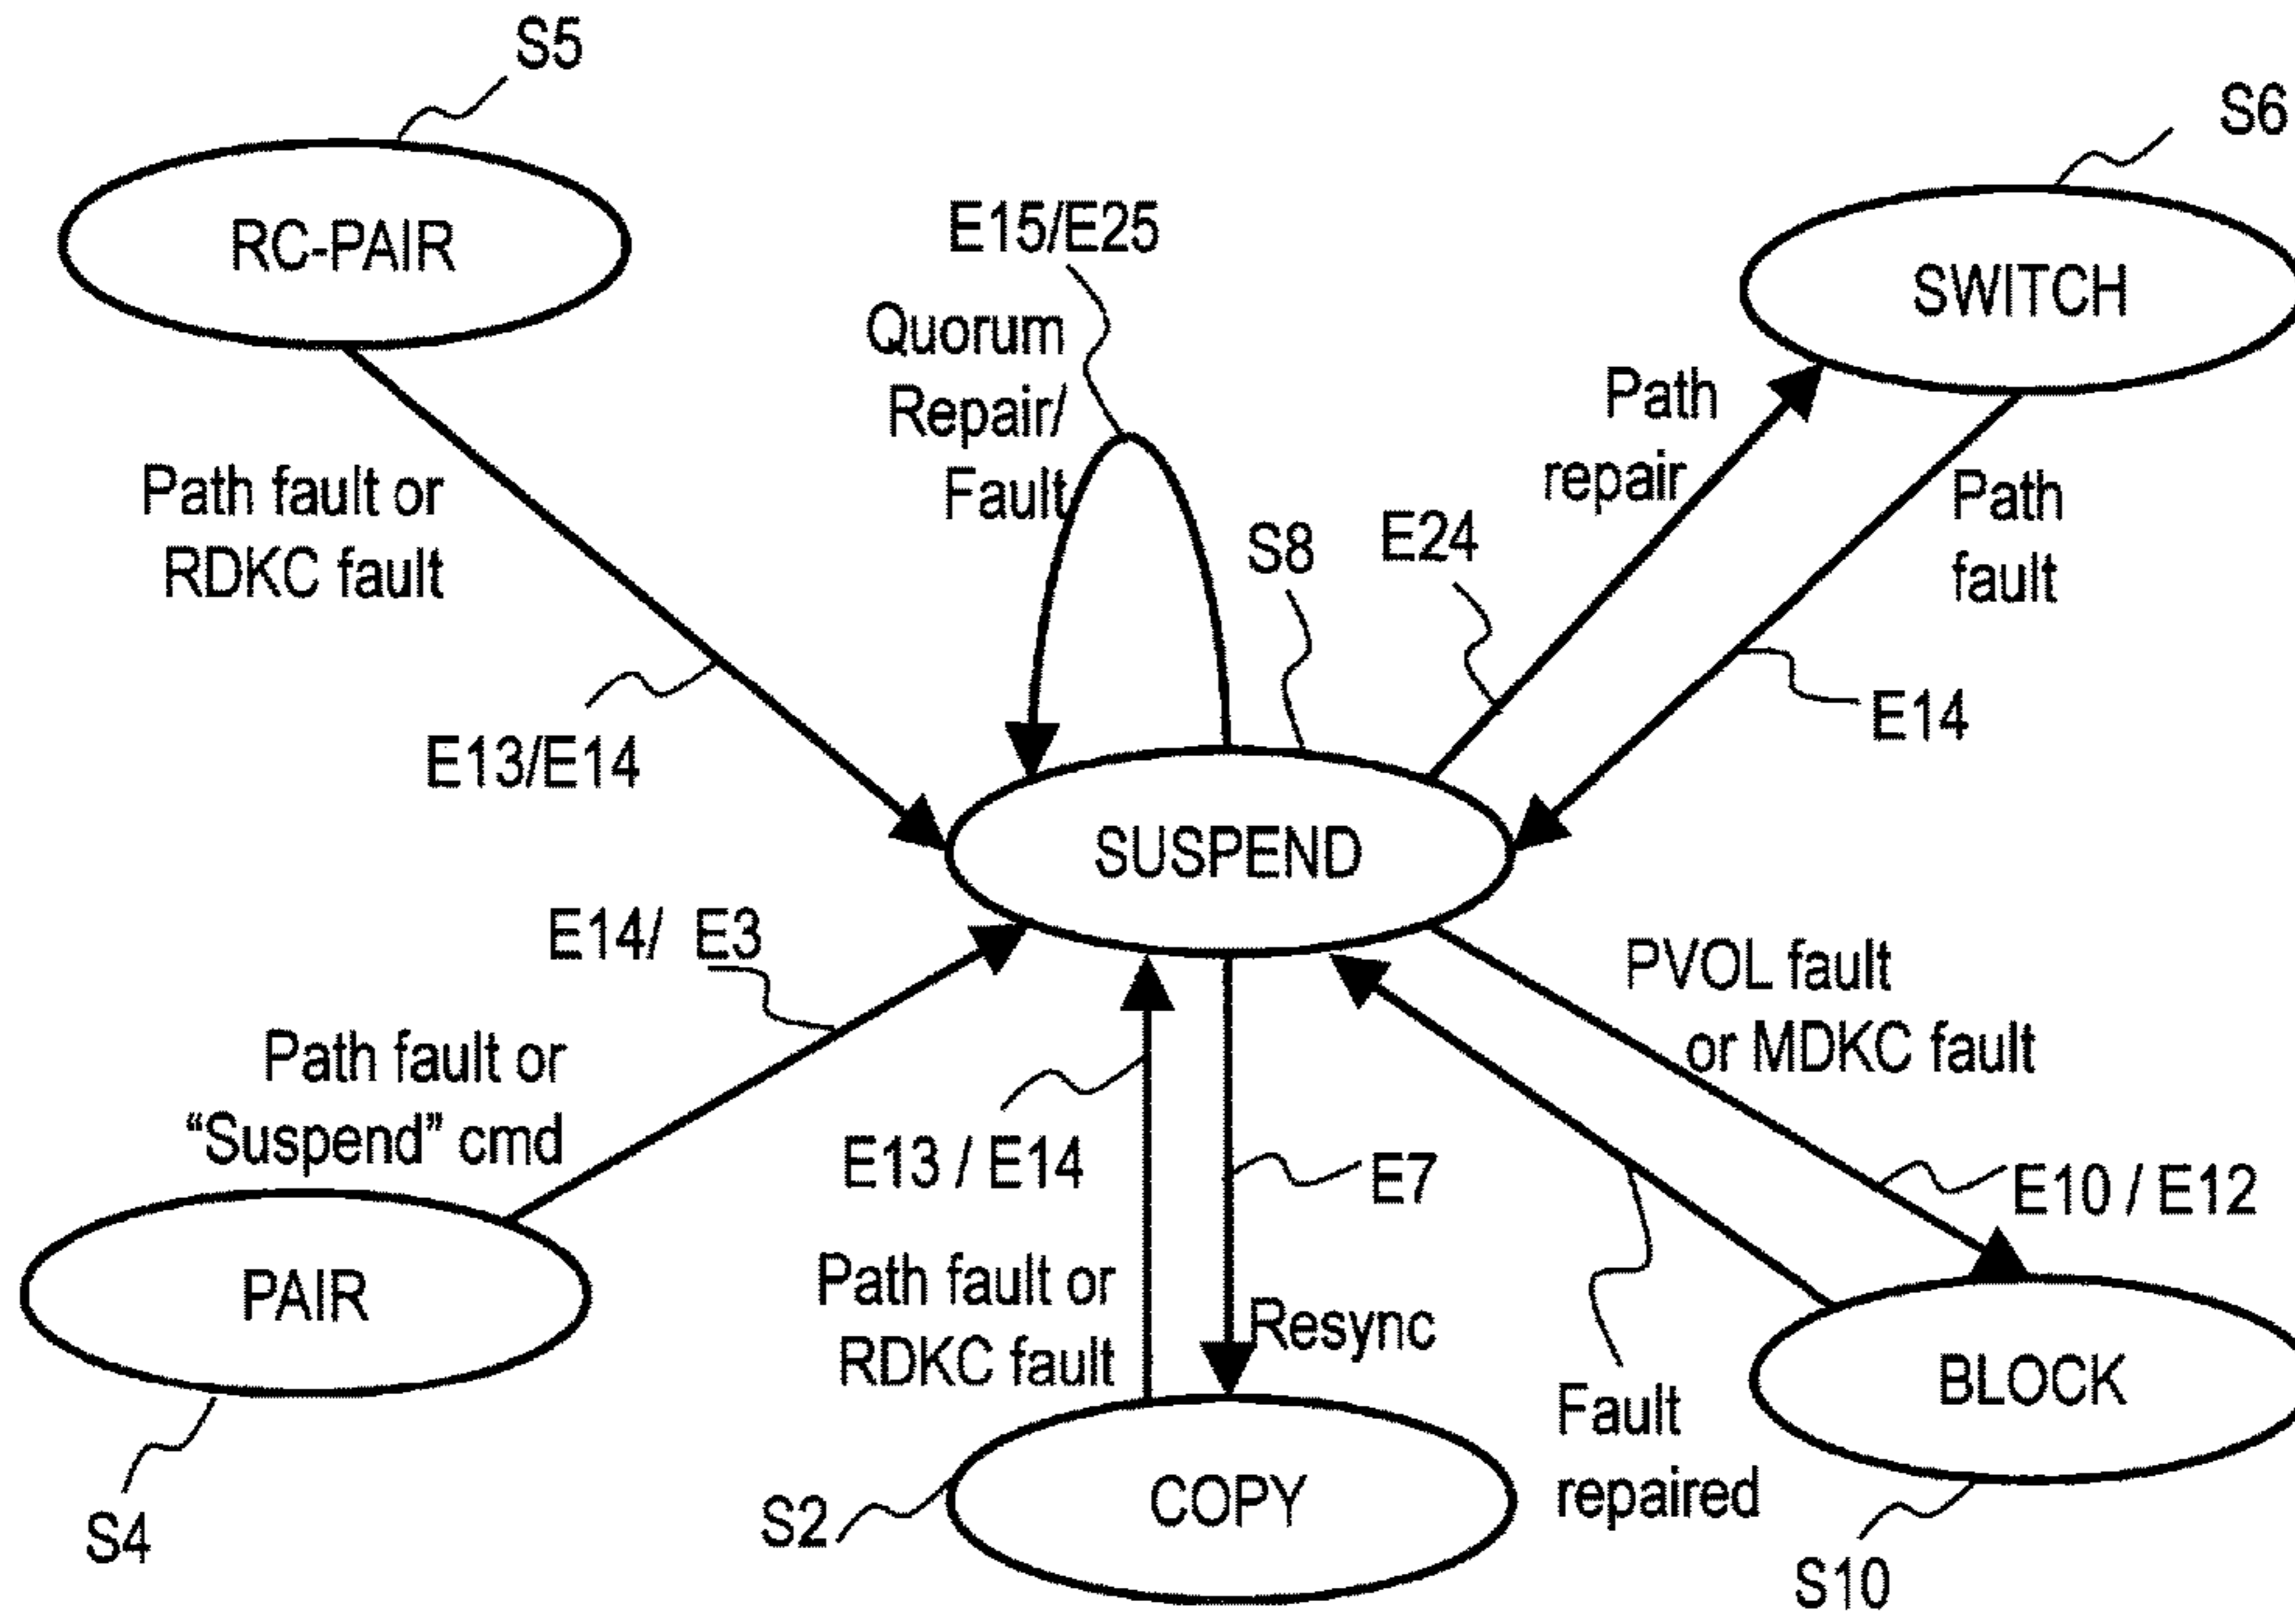 S5
S6
RC-PAIR
E15/E25
SWITCH
Quorum
Repair/
Fault
Path
repair
Path
fault
Path fault or
RDKC fault
S8
E24
E14
E13/E14
SUSPEND
E14/ E3
PVOL fault
or MDKC fault
Path fault or
“Suspend” cmd
E13 / E14
E7
E10 / E12
PAIR
Path fault or
RDKC fault
Resync
BLOCK
Fault
repaired
COPY
S4
S2
S10